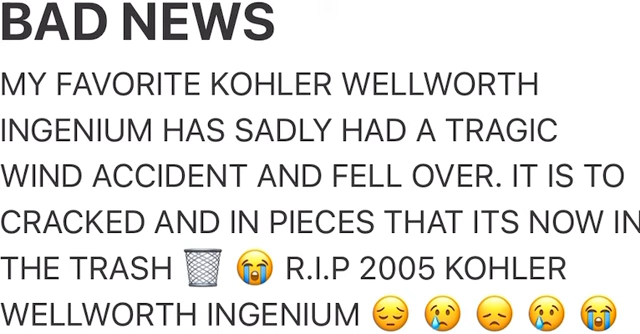 BAD NEWS
MY FAVORITE KOHLER WELLWORTH
INGENIUM HAS SADLY HAD A TRAGIC
WIND ACCIDENT AND FELL OVER. IT IS TO
CRACKED AND IN PIECES THAT ITS NOW IN
THE TRASH 🗑️ 😭 R.I.P 2005 KOHLER
WELLWORTH INGENIUM 😔 😢 😞 😢 😭